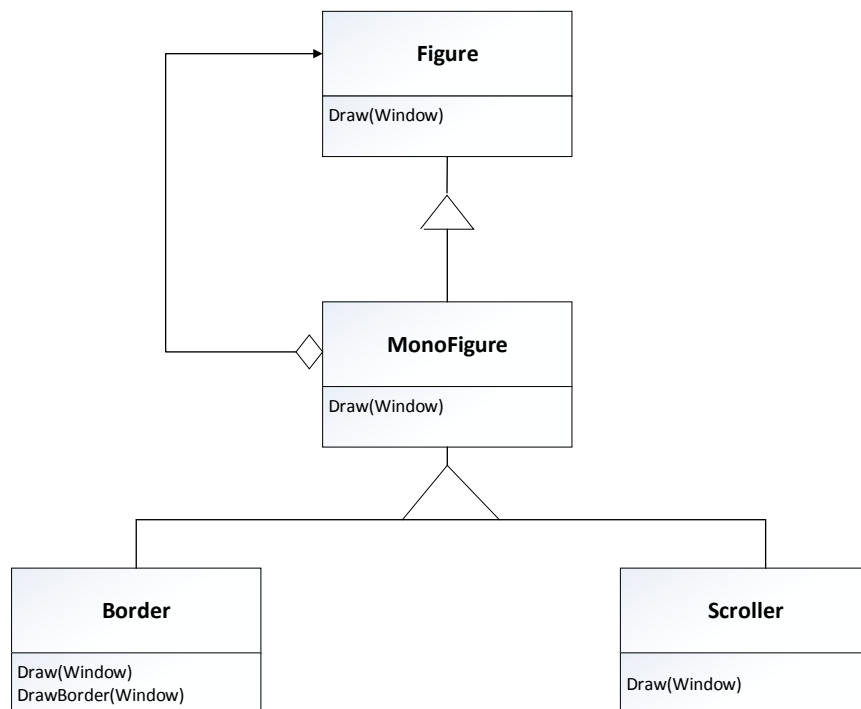 Figure
Draw(Window)
MonoFigure
Draw(Window)
Border
Draw(Window)
DrawBorder(Window)
Scroller
Draw(Window)